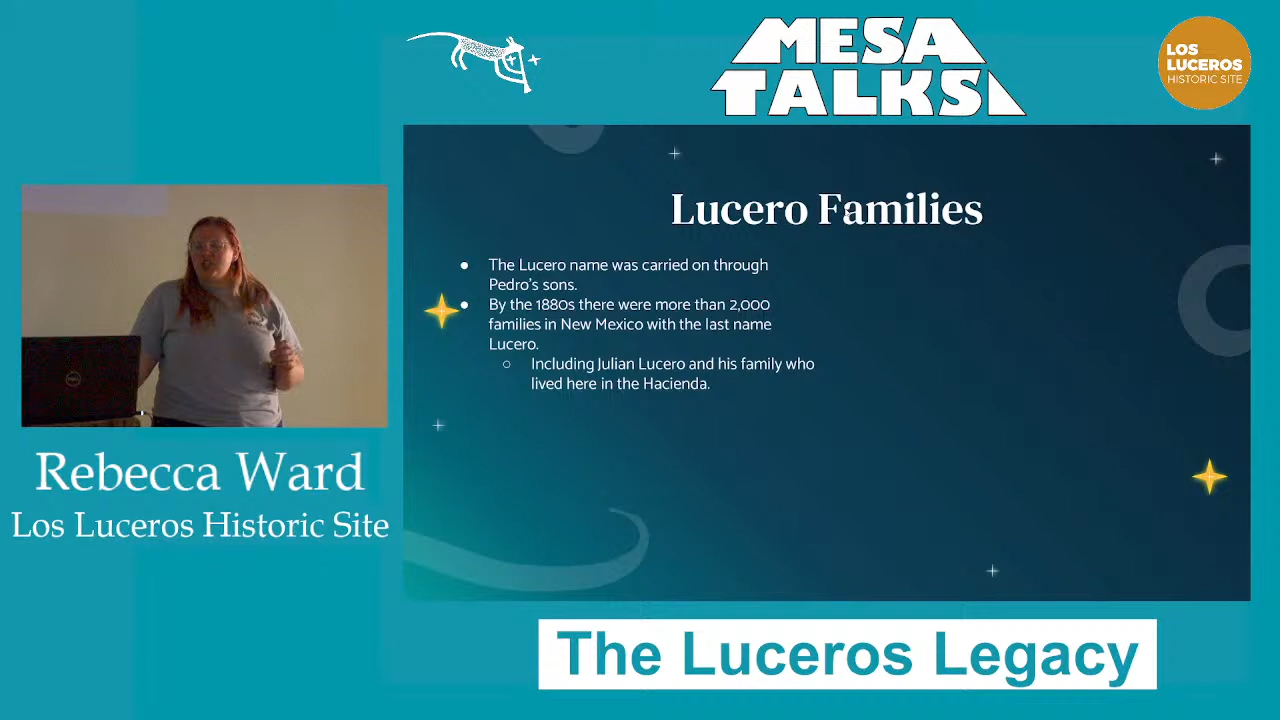 MESA
TALKS
LOS
LUCEROS
HISTORIC SITE
Lucero Families
● The Lucero name was carried on through
Pedro's sons.
● By the 1880s there were more than 2,000
families in New Mexico with the last name
Lucero.
○ Including Julian Lucero and his family who
lived here in the Hacienda.
Rebecca Ward
Los Luceros Historic Site
The Luceros Legacy